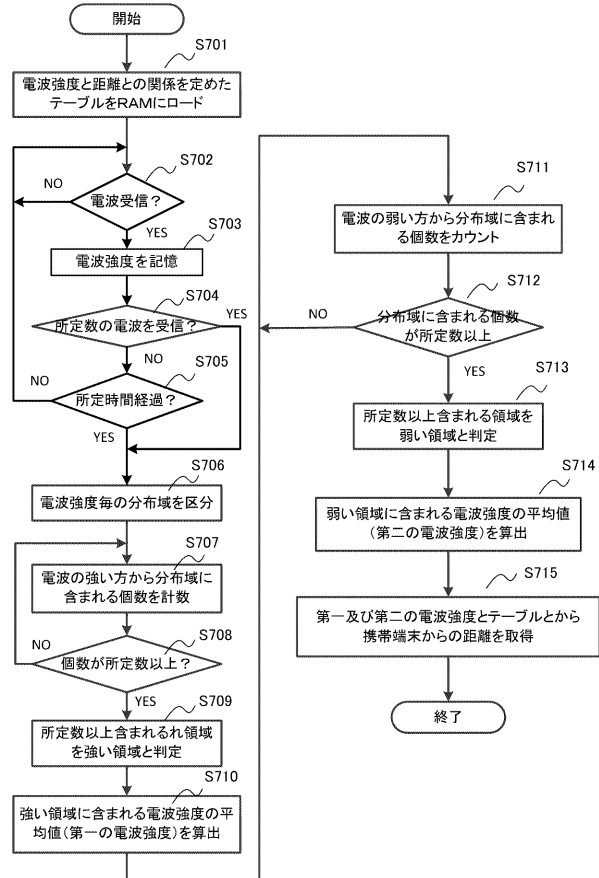 開始
S701
電波強度と距離との関係を定めた
テーブルをRAMにロード
S702
NO
電波受信？
YES
S703
電波強度を記憶
S704
YES
所定数の電波を受信？
NO
S705
NO
所定時間経過？
YES
S706
電波強度毎の分布域を区分
S707
電波の強い方から分布域に
含まれる個数を計数
S708
NO
個数が所定数以上？
YES
S709
所定数以上含まれるれ領域
を強い領域と判定
S710
強い領域に含まれる電波強度の平
均値（第一の電波強度）を算出
S711
電波の弱い方から分布域に含まれ
る個数をカウント
S712
NO
分布域に含まれる個数
が所定数以上
YES
S713
所定数以上含まれる領域を
弱い領域と判定
S714
弱い領域に含まれる電波強度の平均値
（第二の電波強度）を算出
S715
第一及び第二の電波強度とテーブルとから
携帯端末からの距離を取得
終了